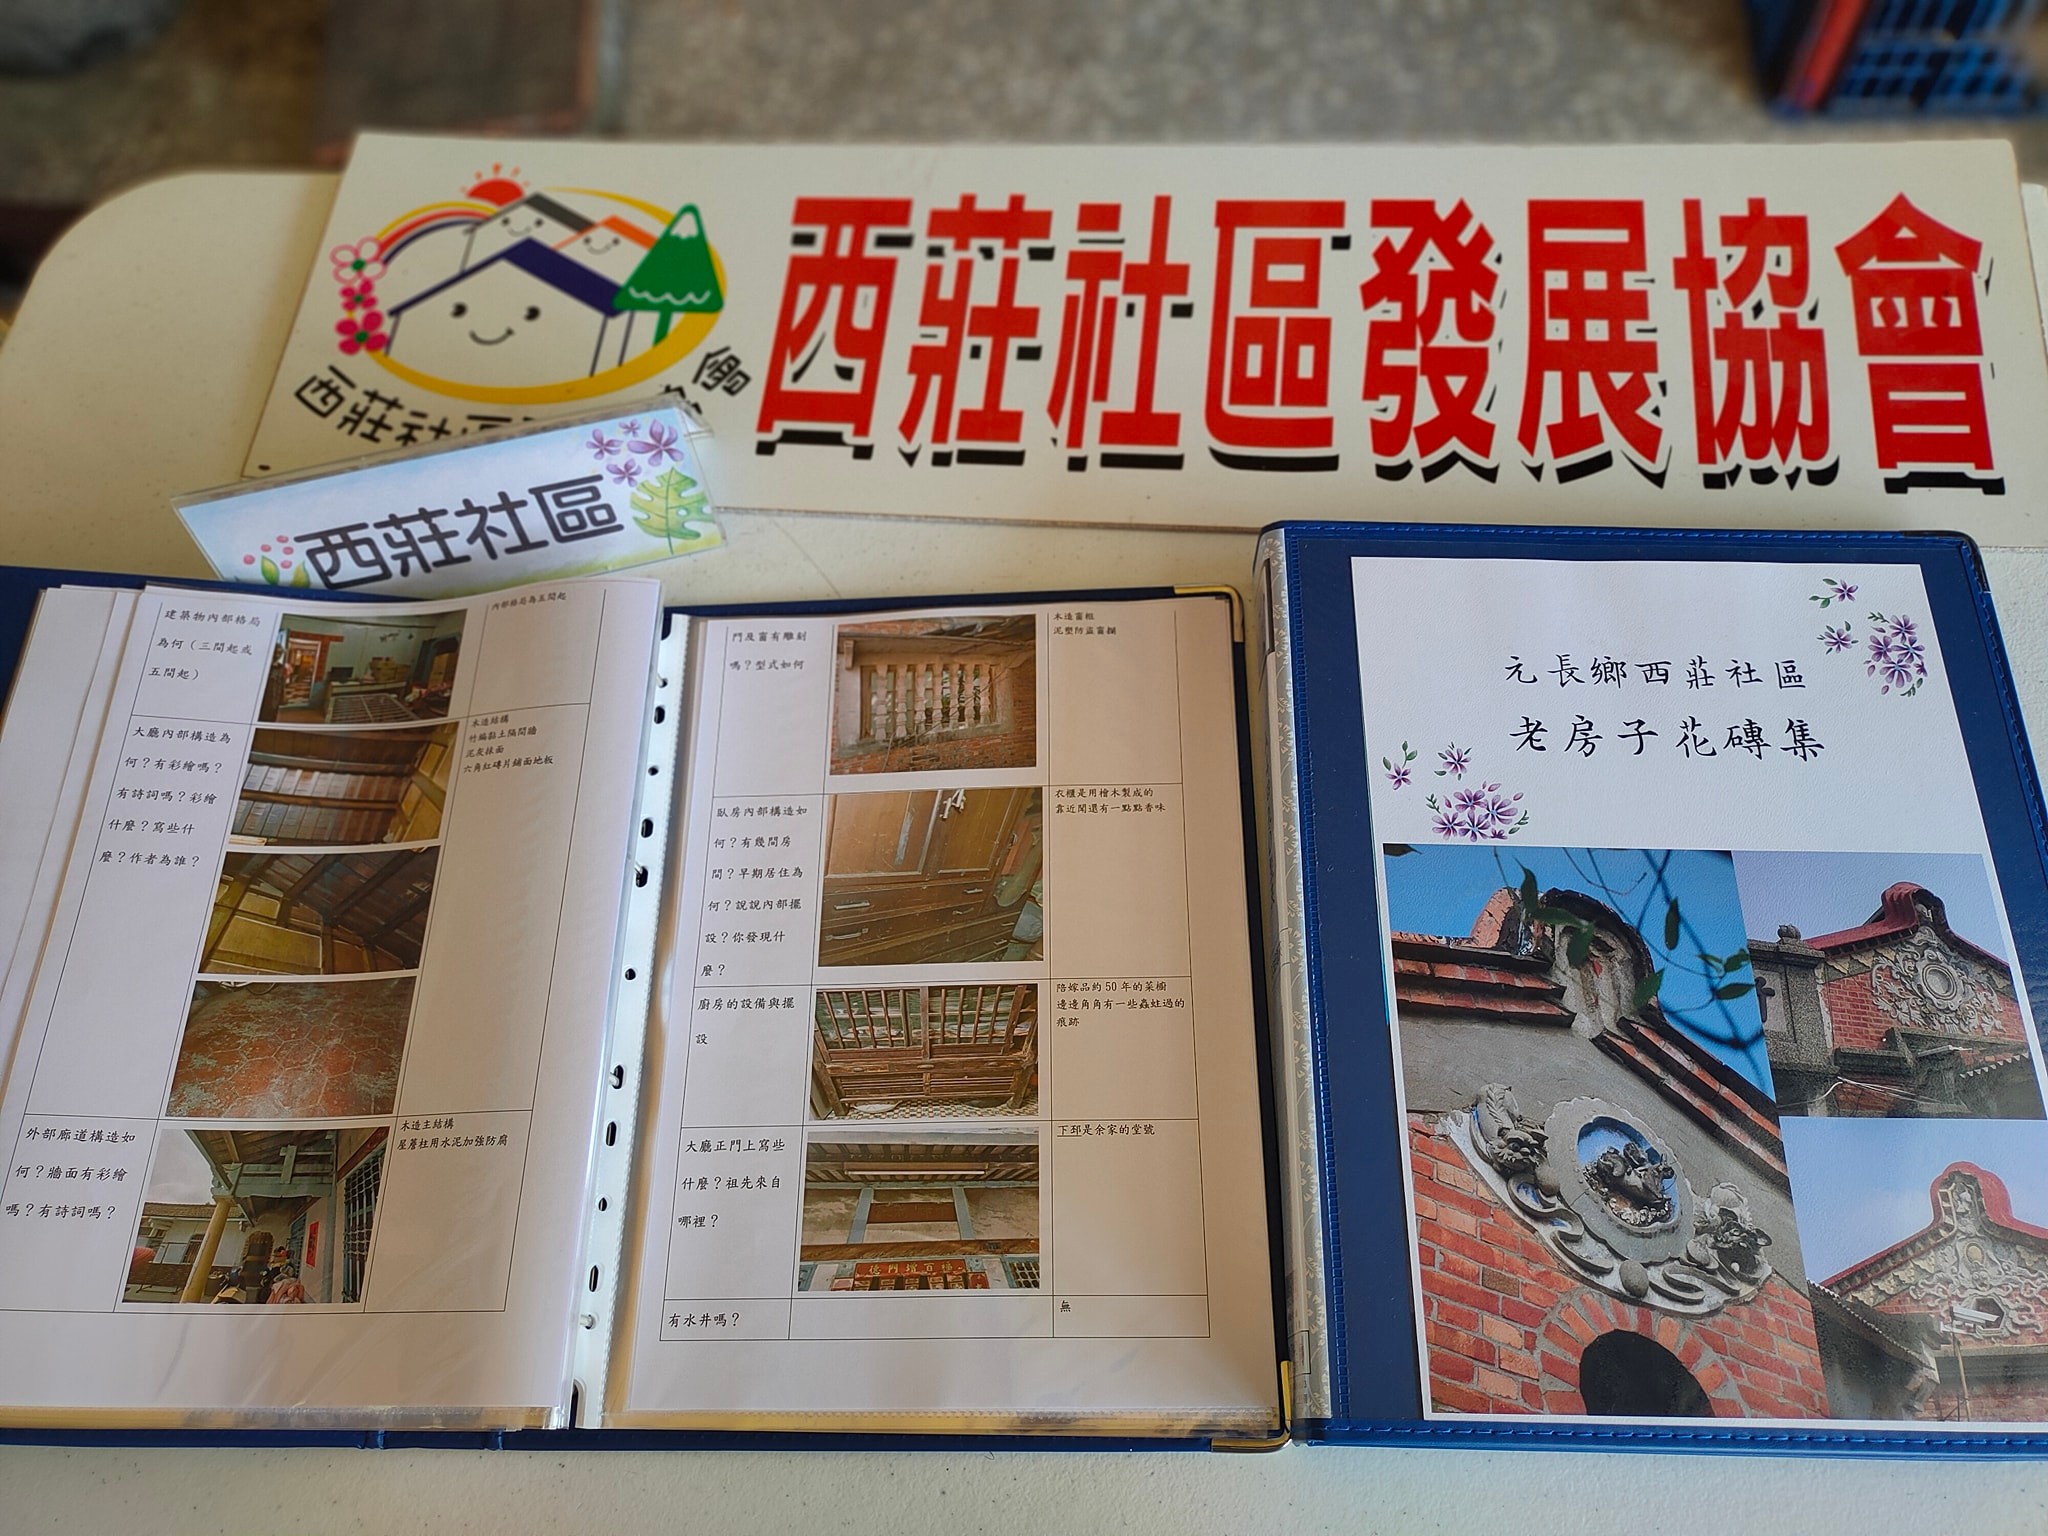 西莊社區發展協會
西莊社區
會
西莊社區
建築物內部格局
為何（三間起或
五間起）
內部格局為五間起
大廳內部構造為
何？有彩繪嗎？
有詩詞嗎？彩繪
什麼？寫些什
麼？作者為誰？
木造結構
竹編黏土隔間牆
泥灰抹面
六角紅磚片鋪面地板
外部廊道構造如
何？牆面有彩繪
嗎？有詩詞嗎？
木造主結構
屋簷柱用水泥加強防腐
門及窗有雕刻
嗎？型式如何
木造窗框
泥塑防盜窗欄
臥房內部構造如
何？有幾間房
間？早期居住為
何？說說內部擺
設？你發現什
麼？
衣櫃是用檜木製成的
靠近聞還有一點點香味
廚房的設備與擺
設
陪嫁品約 50 年的菜櫥
邊邊角角有一些蟲蛀過的
痕跡
大廳正門上寫些
什麼？祖先來自
哪裡？
下邳是余家的堂號
有水井嗎？
無
元長鄉西莊社區
老房子花磚集